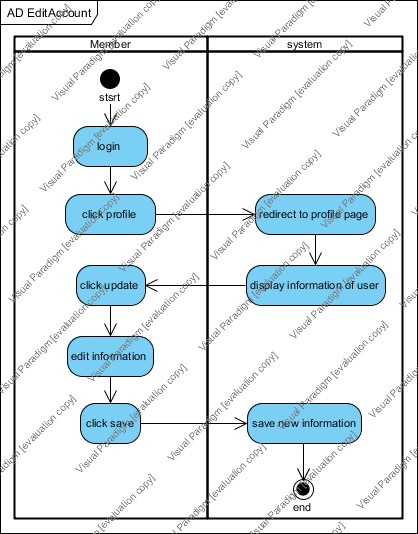 AD EditAccount
Member
system
stsrt
login
click profile
redirect to profile page
click update
display information of user
edit information
click save
save new information
end
Visual Paradigm [evaluation copy]